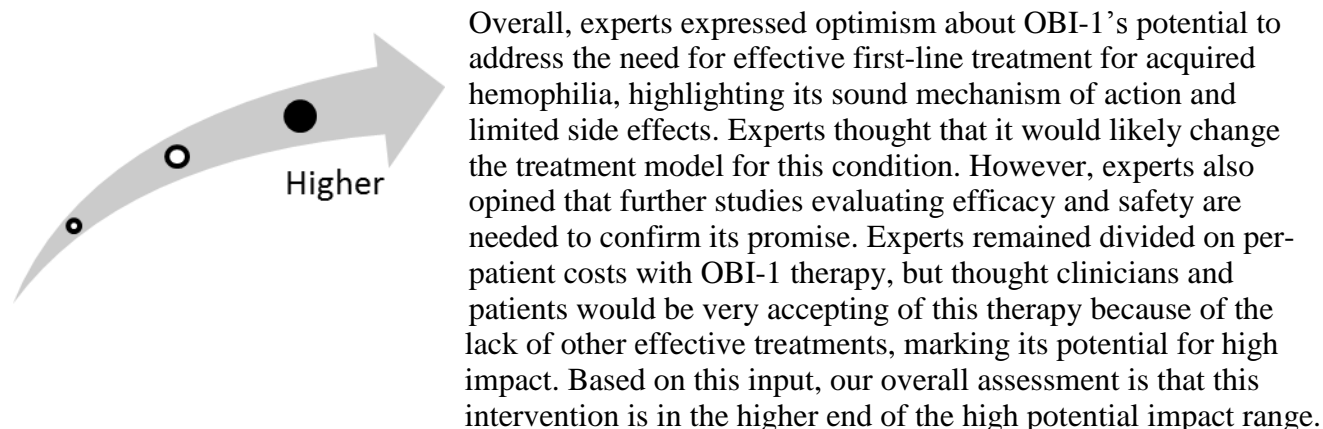 Overall, experts expressed optimism about OBI-1’s potential to
address the need for effective first-line treatment for acquired
hemophilia, highlighting its sound mechanism of action and
limited side effects. Experts thought that it would likely change
the treatment model for this condition. However, experts also
opined that further studies evaluating efficacy and safety are
needed to confirm its promise. Experts remained divided on per-
patient costs with OBI-1 therapy, but thought clinicians and
patients would be very accepting of this therapy because of the
lack of other effective treatments, marking its potential for high
impact. Based on this input, our overall assessment is that this
intervention is in the higher end of the high potential impact range.
Higher